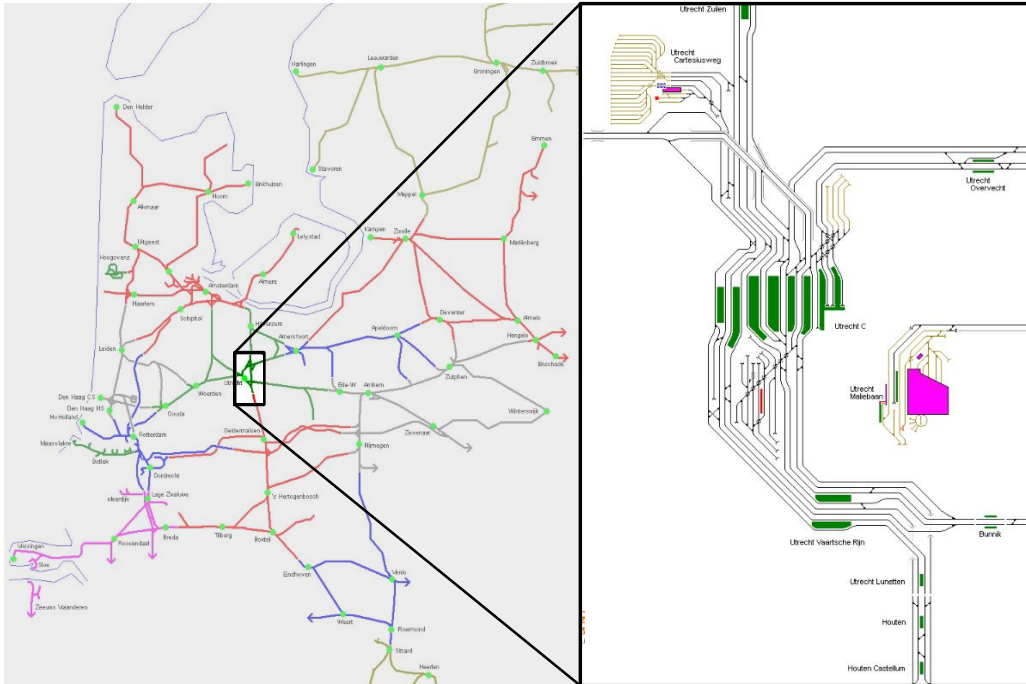 Harlingen
Leeuwarden
Groningen
Zuidbroek
Den Helder
Stavoren
Emmen
Hoorn
Enkhuizen
Alkmaar
Meppel
Kampen
Zwolle
Mariënberg
Uitgeest
Hoogovens
Lelystad
Almere
Amsterdam
Haarlem
Schiphol
Hilversum
Amersfoort
Apeldoorn
Deventer
Almelo
Hengelo
Enschede
Leiden
Utrecht
Woerden
Ede-W
Arnhem
Zutphen
Den Haag CS
Den Haag HS
Gouda
Winterswijk
Hv Holland
Maasvlakte
Rotterdam
Botlek
Geldermalsen
Zevenaar
Nijmegen
Dordrecht
Lage Zwaluwe
's Hertogenbosch
Roosendaal
Breda
Tilburg
Boxtel
Vlissingen
Sloe
Zeeuws Vlaanderen
Eindhoven
Venlo
Weert
Roermond
Sittard
Heerlen
Utrecht Zuilen
Utrecht
Cartesiusweg
Utrecht
Overvecht
Utrecht C
Utrecht
Maliebaan
Utrecht Vaartsche Rijn
Bunnik
Utrecht Lunetten
Houten
Houten Castellum